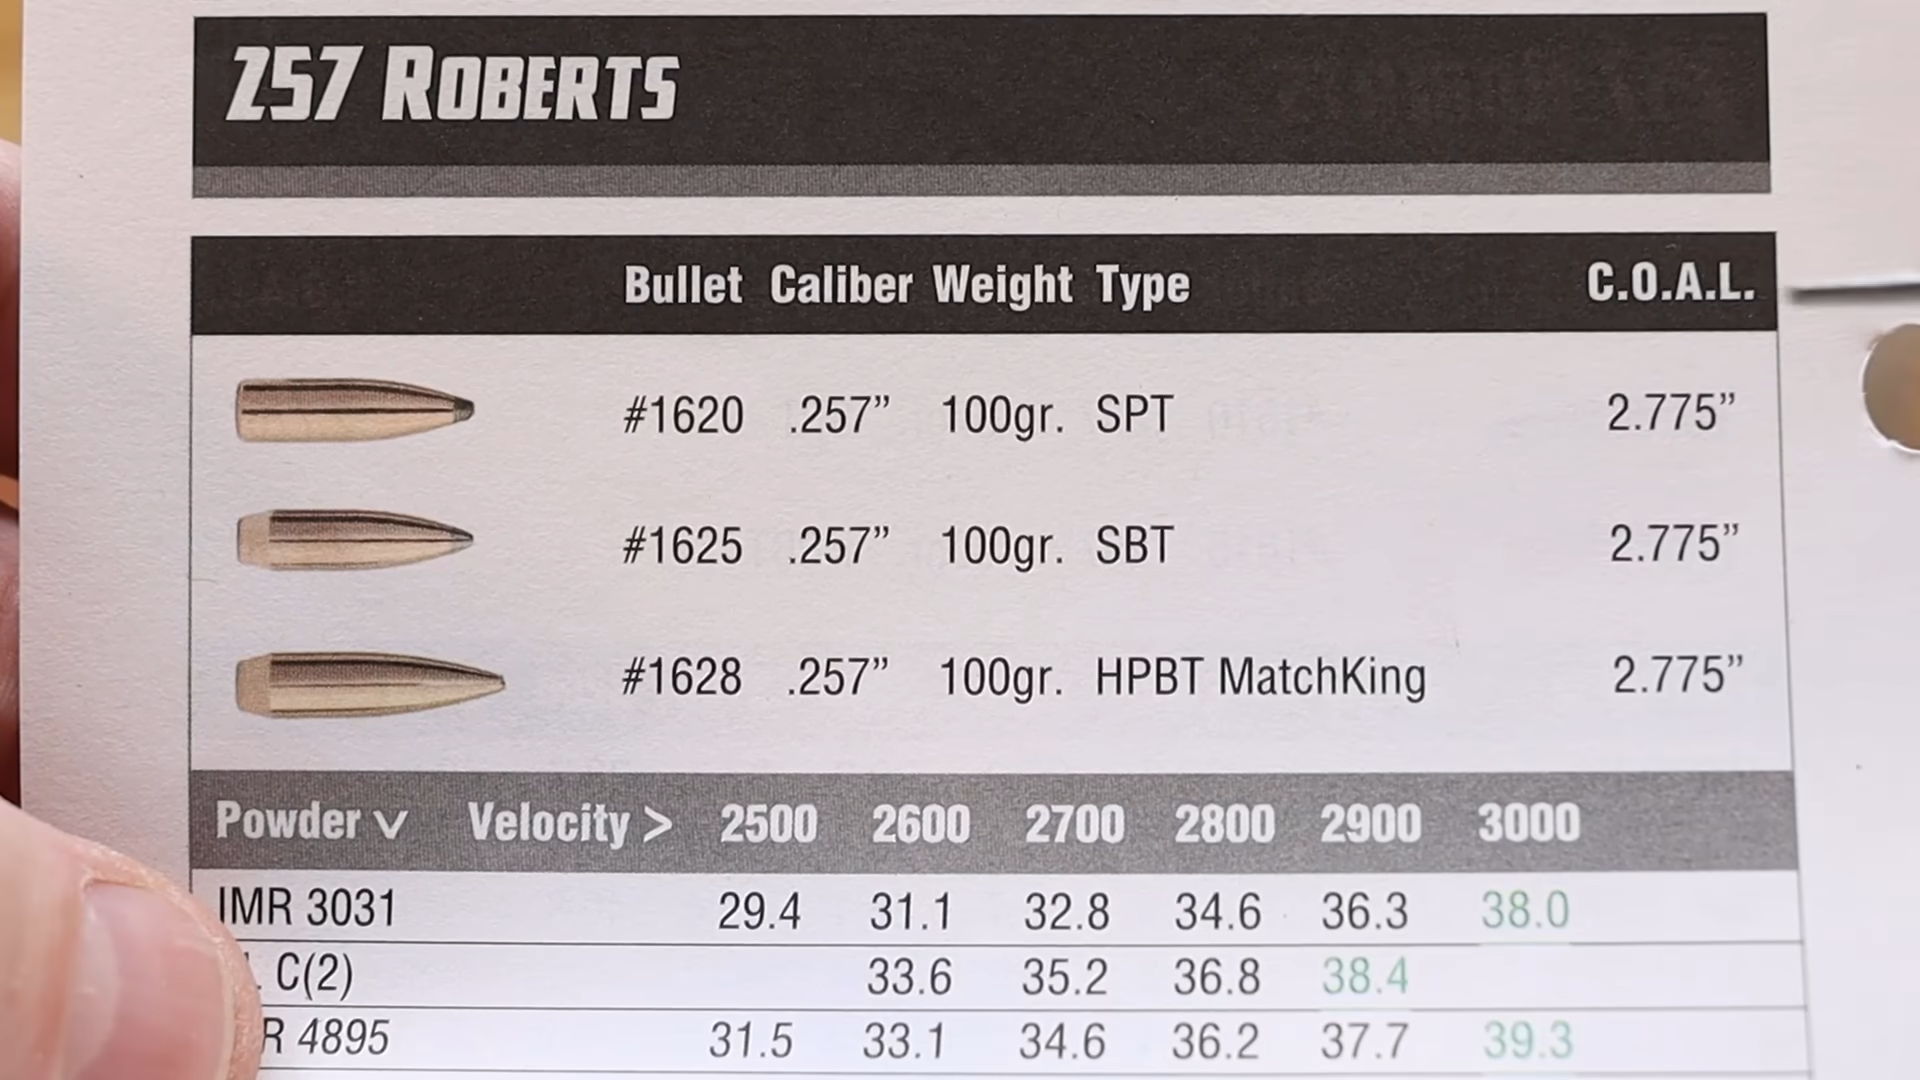 257 ROBERTS
Bullet Caliber Weight Type C.O.A.L.
#1620 .257” 100gr. SPT 2.775”
#1625 .257” 100gr. SBT 2.775”
#1628 .257” 100gr. HPBT MatchKing 2.775”
Powder Velocity > 2500 2600 2700 2800 2900 3000
IMR 3031 29.4 31.1 32.8 34.6 36.3 38.0
C(2) 33.6 35.2 36.8 38.4
R 4895 31.5 33.1 34.6 36.2 37.7 39.3